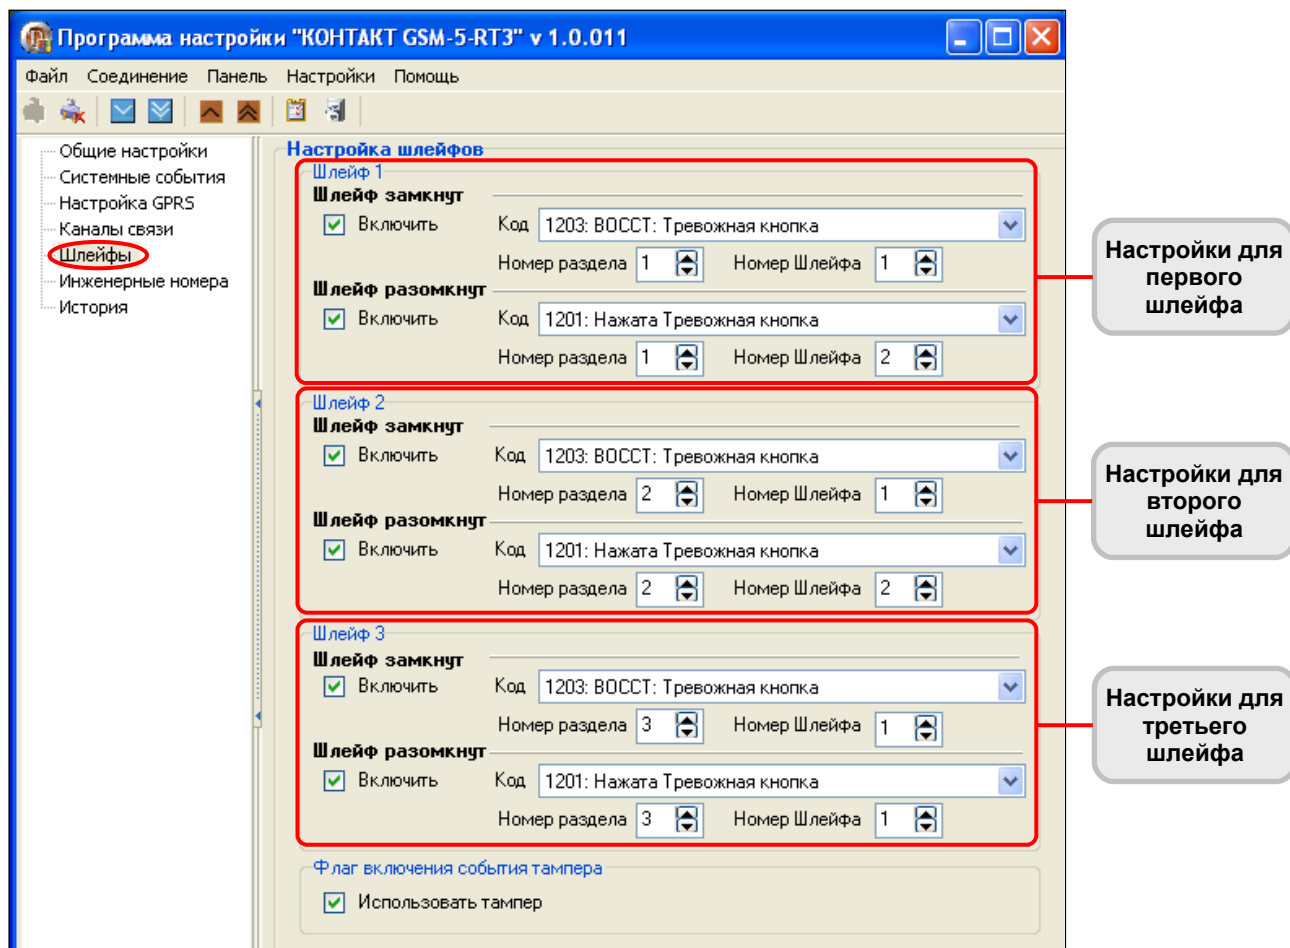 Программа настройки "КОНТАКТ GSM-5-RT3" v 1.0.011
Файл Соединение Панель Настройки Помощь
Общие настройки
Системные события
Настройка GPRS
Каналы связи
Шлейфы
Инженерные номера
История
Настройка шлейфов
Шлейф 1
Шлейф замкнут
Включить Код 1203: ВОССТ: Тревожная кнопка
Номер раздела 1 Номер Шлейфа 1
Шлейф разомкнут
Включить Код 1201: Нажата Тревожная кнопка
Номер раздела 1 Номер Шлейфа 2
Настройки для
первого
шлейфа
Шлейф 2
Шлейф замкнут
Включить Код 1203: ВОССТ: Тревожная кнопка
Номер раздела 2 Номер Шлейфа 1
Шлейф разомкнут
Включить Код 1201: Нажата Тревожная кнопка
Номер раздела 2 Номер Шлейфа 2
Настройки для
второго
шлейфа
Шлейф 3
Шлейф замкнут
Включить Код 1203: ВОССТ: Тревожная кнопка
Номер раздела 3 Номер Шлейфа 1
Шлейф разомкнут
Включить Код 1201: Нажата Тревожная кнопка
Номер раздела 3 Номер Шлейфа 1
Настройки для
третьего
шлейфа
Флаг включения события тампера
Использовать тампер